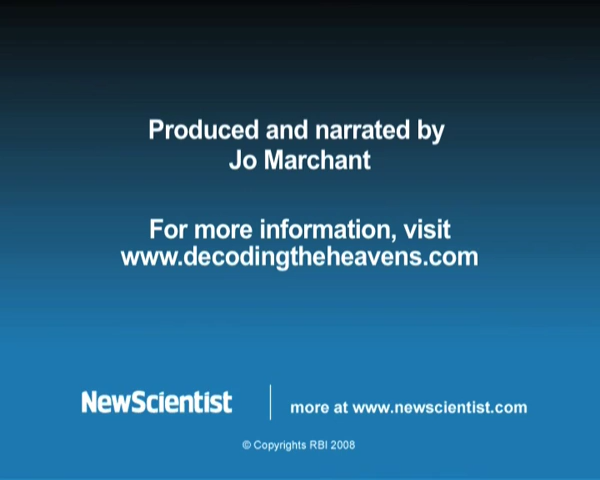 Produced and narrated by
Jo Marchant
For more information, visit
www.decodingtheheavens.com
NewScientist
more at www.newscientist.com
© Copyrights RBI 2008